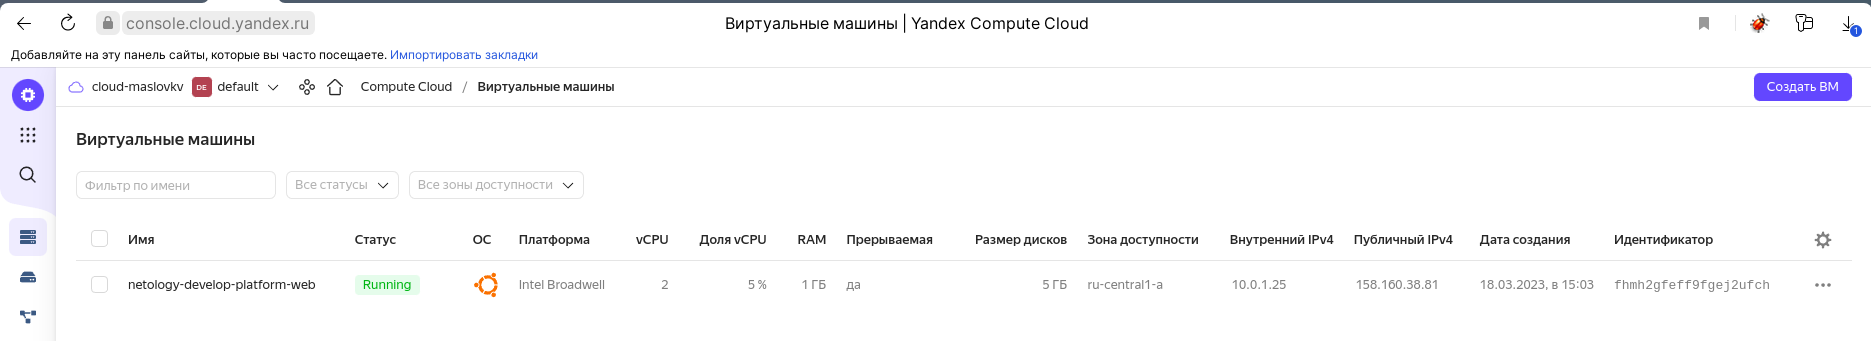 console.cloud.yandex.ru Виртуальные машины | Yandex Compute Cloud 1
Добавляйте на эту панель сайты, которые вы часто посещаете. Импортировать закладки
cloud-maslovkv DE default Compute Cloud / Виртуальные машины Создать ВМ
Виртуальные машины
Фильтр по имени Все статусы Все зоны доступности
Имя Статус ОС Платформа vCPU Доля vCPU RAM Прерываемая Размер дисков Зона доступности Внутренний IPv4 Публичный IPv4 Дата создания Идентификатор
netology-develop-platform-web Running Intel Broadwell 2 5 % 1 ГБ да 5 ГБ ru-central1-a 10.0.1.25 158.160.38.81 18.03.2023, в 15:03 fhmh2gfeff9fgej2ufch